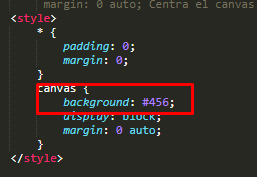 margin: 0 auto; Centra el canvas
<style>
* {
padding: 0;
margin: 0;
}
canvas {
background: #456;
display: block;
margin: 0 auto;
}
</style>